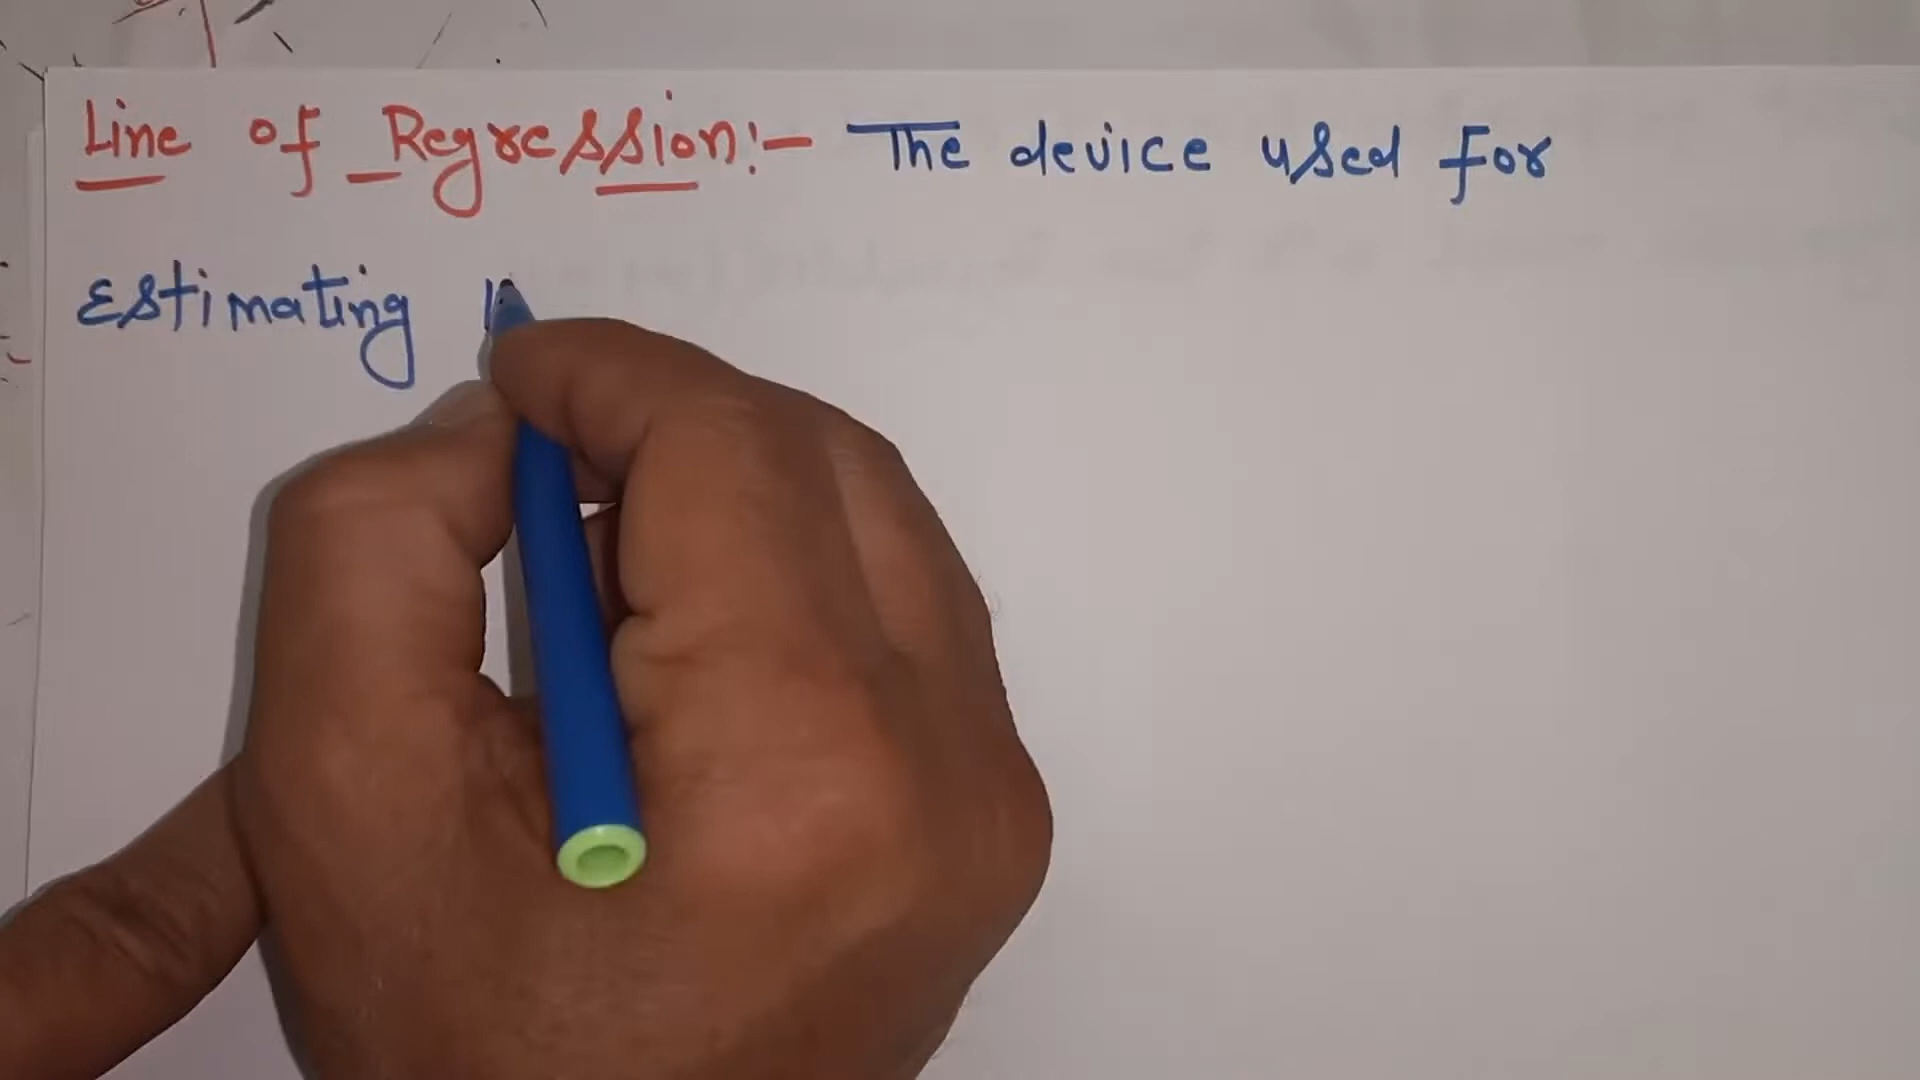 Line of Regression:- The device used for
Estimating